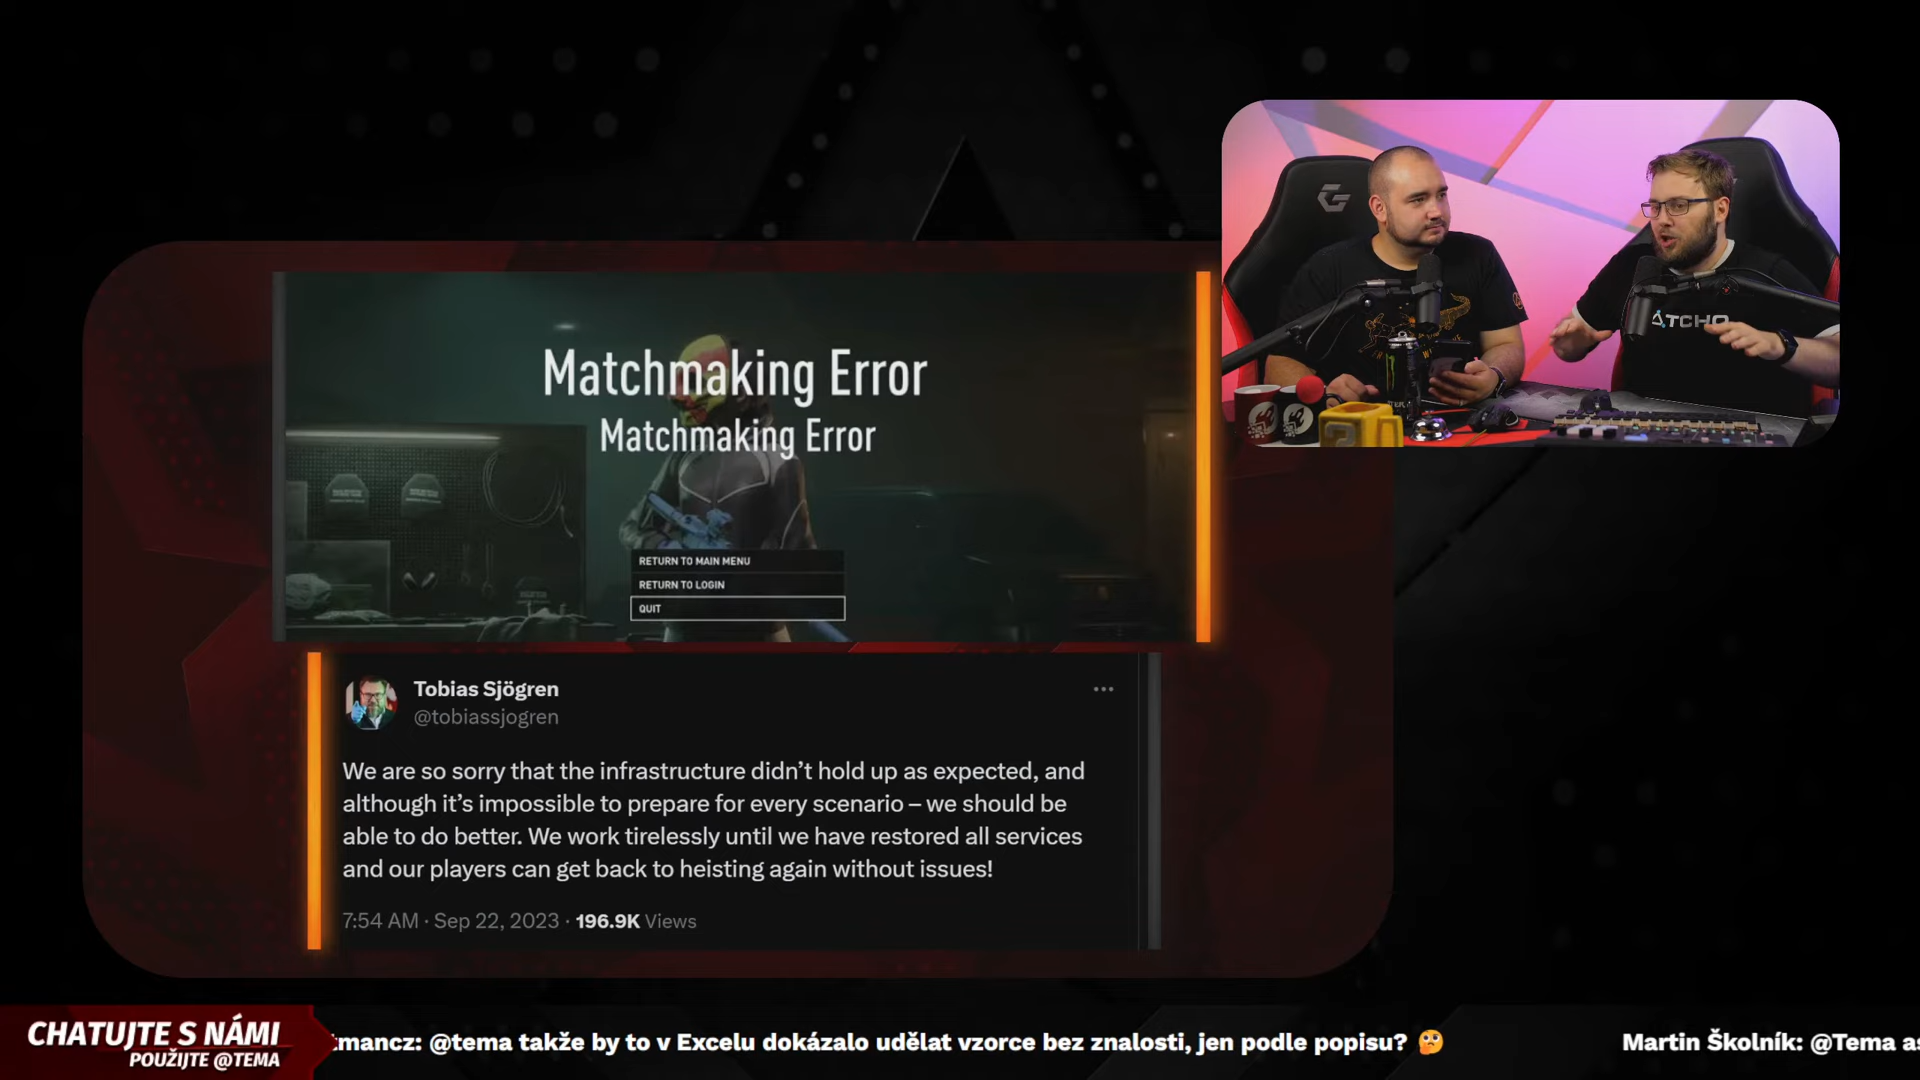 Matchmaking Error
Matchmaking Error
RETURN TO MAIN MENU
RETURN TO LOGIN
QUIT
Tobias Sjögren
@tobiassjogren
We are so sorry that the infrastructure didn’t hold up as expected, and
although it’s impossible to prepare for every scenario – we should be
able to do better. We work tirelessly until we have restored all services
and our players can get back to heisting again without issues!
7:54 AM · Sep 22, 2023 · 196.9K Views
CHATUJTE S NÁMI
POUŽIJTE @TEMA
tmancz: @tema takže by to v Excelu dokázalo udělat vzorce bez znalosti, jen podle popisu? 🤔
Martin Školník: @Tema as